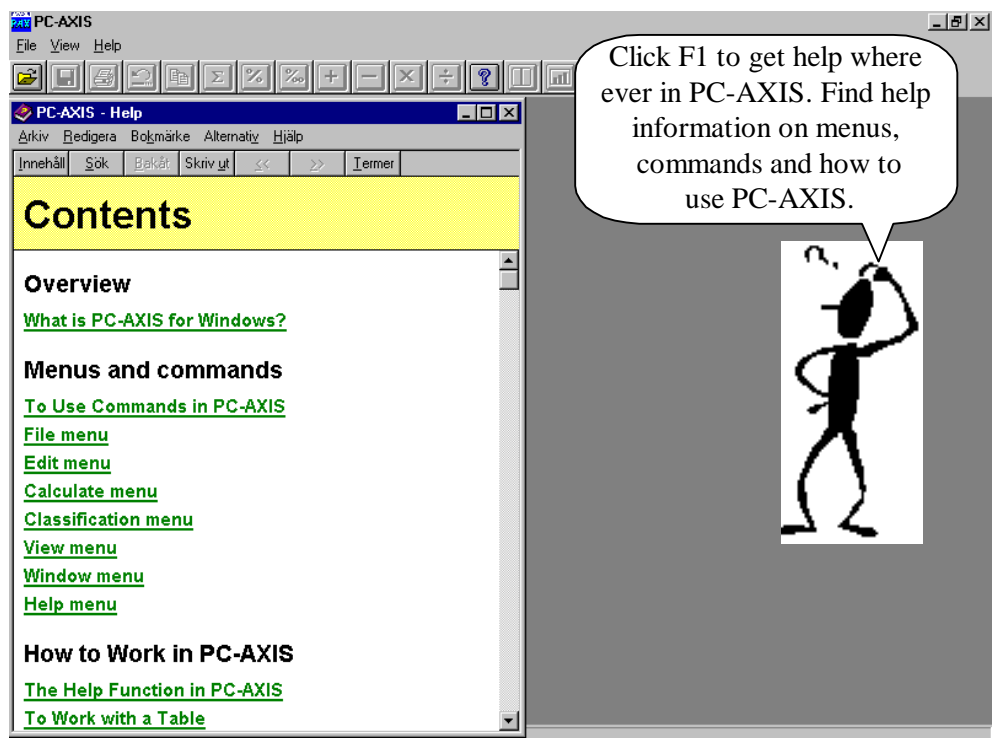 PC-AXIS
File View Help
Σ % ‰ + − × ÷ ?
Click F1 to get help where
ever in PC-AXIS. Find help
information on menus,
commands and how to
use PC-AXIS.
PC-AXIS - Help
Arkiv Redigera Bokmärke Alternativ Hjälp
Innehåll Sök Bakåt Skriv ut << >> Termer
Contents
Overview
What is PC-AXIS for Windows?
Menus and commands
To Use Commands in PC-AXIS
File menu
Edit menu
Calculate menu
Classification menu
View menu
Window menu
Help menu
How to Work in PC-AXIS
The Help Function in PC-AXIS
To Work with a Table